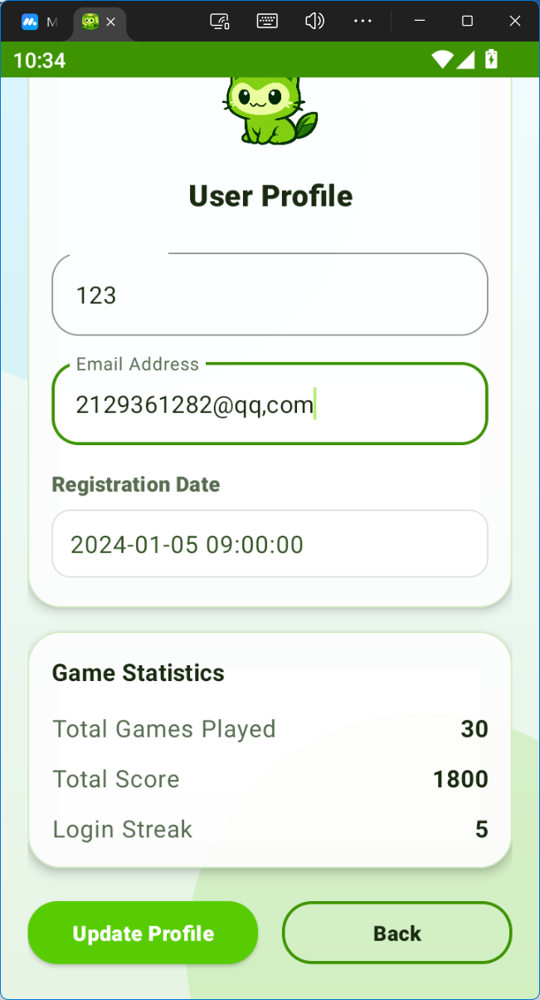 M
10:34
User Profile
123
Email Address
2129361282@qq,com
Registration Date
2024-01-05 09:00:00
Game Statistics
Total Games Played 30
Total Score 1800
Login Streak 5
Update Profile Back